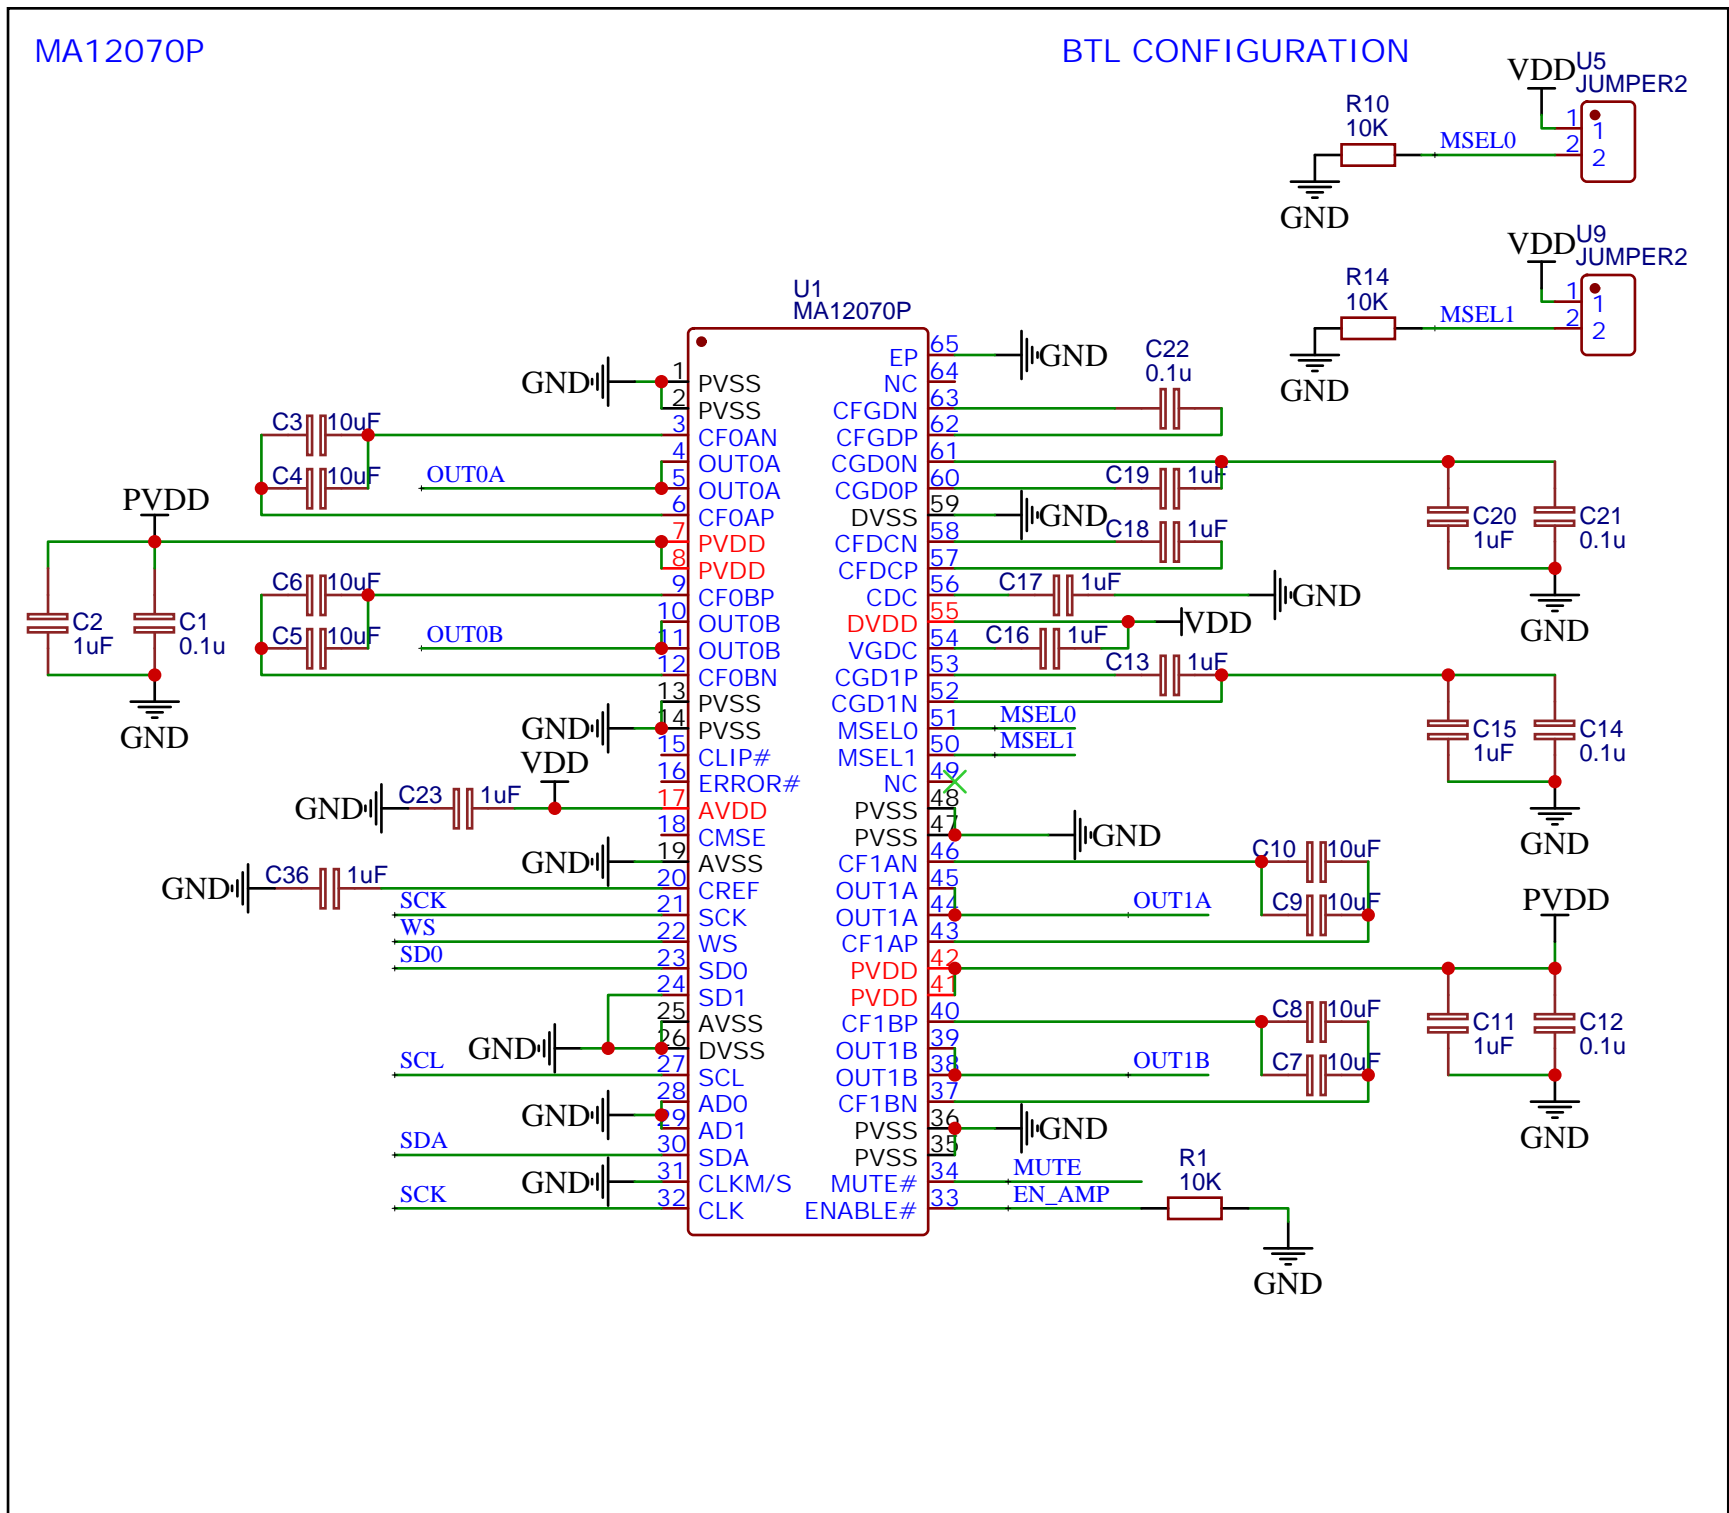 MA12070P
BTL CONFIGURATION
VDD
U5
JUMPER2
R10
10K
MSEL0
1
2
1
2
GND
VDD
U9
JUMPER2
R14
10K
MSEL1
1
2
1
2
GND
U1
MA12070P
GND
1
PVSS
2
PVSS
C3
10uF
3
CF0AN
4
OUT0A
C4
10uF
OUT0A
5
OUT0A
6
CF0AP
PVDD
7
PVDD
8
PVDD
C6
10uF
9
CF0BP
10
OUT0B
C5
10uF
OUT0B
11
OUT0B
12
CF0BN
C2
1uF
C1
0.1u
GND
13
PVSS
GND
14
PVSS
15
CLIP#
VDD
16
ERROR#
GND
C23
1uF
17
AVDD
18
CMSE
GND
19
AVSS
GND
C36
1uF
20
CREF
SCK
21
SCK
WS
22
WS
SD0
23
SD0
24
SD1
25
AVSS
GND
26
DVSS
SCL
27
SCL
28
AD0
GND
29
AD1
SDA
30
SDA
GND
31
CLKM/S
SCK
32
CLK
EP
65
GND
NC
64
C22
0.1u
CFGDN
63
CFGDP
62
CGD0N
61
CGD0P
60
C19
1uF
DVSS
59
GND
CFDCN
58
C18
1uF
CFDCP
57
CDC
56
C17
1uF
GND
DVDD
55
VDD
VGDC
54
C16
1uF
CGD1P
53
C13
1uF
CGD1N
52
MSEL0
51
MSEL0
MSEL1
50
MSEL1
NC
49
PVSS
48
PVSS
47
GND
CF1AN
46
C10
10uF
OUT1A
45
OUT1A
44
OUT1A
C9
10uF
CF1AP
43
PVDD
42
PVDD
41
CF1BP
40
C8
10uF
OUT1B
39
OUT1B
38
OUT1B
C7
10uF
CF1BN
37
PVSS
36
GND
PVSS
35
MUTE#
34
MUTE
ENABLE#
33
EN_AMP
R1
10K
GND
C20
1uF
C21
0.1u
GND
C15
1uF
C14
0.1u
GND
PVDD
C11
1uF
C12
0.1u
GND